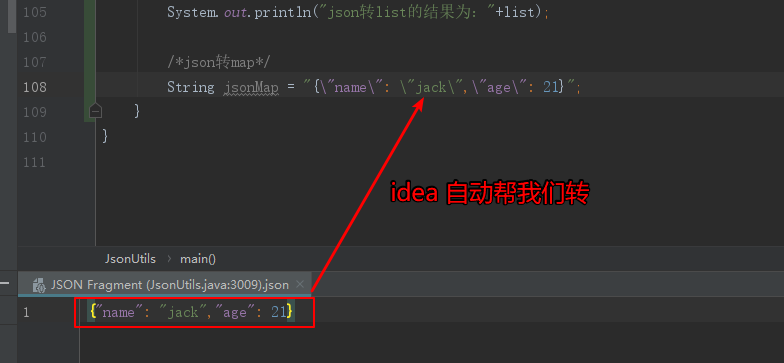 105 System.out.println("json转list的结果为："+list);
106
107 /*json转map*/
108 String jsonMap = "{\"name\": \"jack\",\"age\": 21}";
109 }
110 }
111
idea 自动帮我们转
JsonUtils › main()
JSON Fragment (JsonUtils.java:3009).json ×
1 {"name": "jack","age": 21}